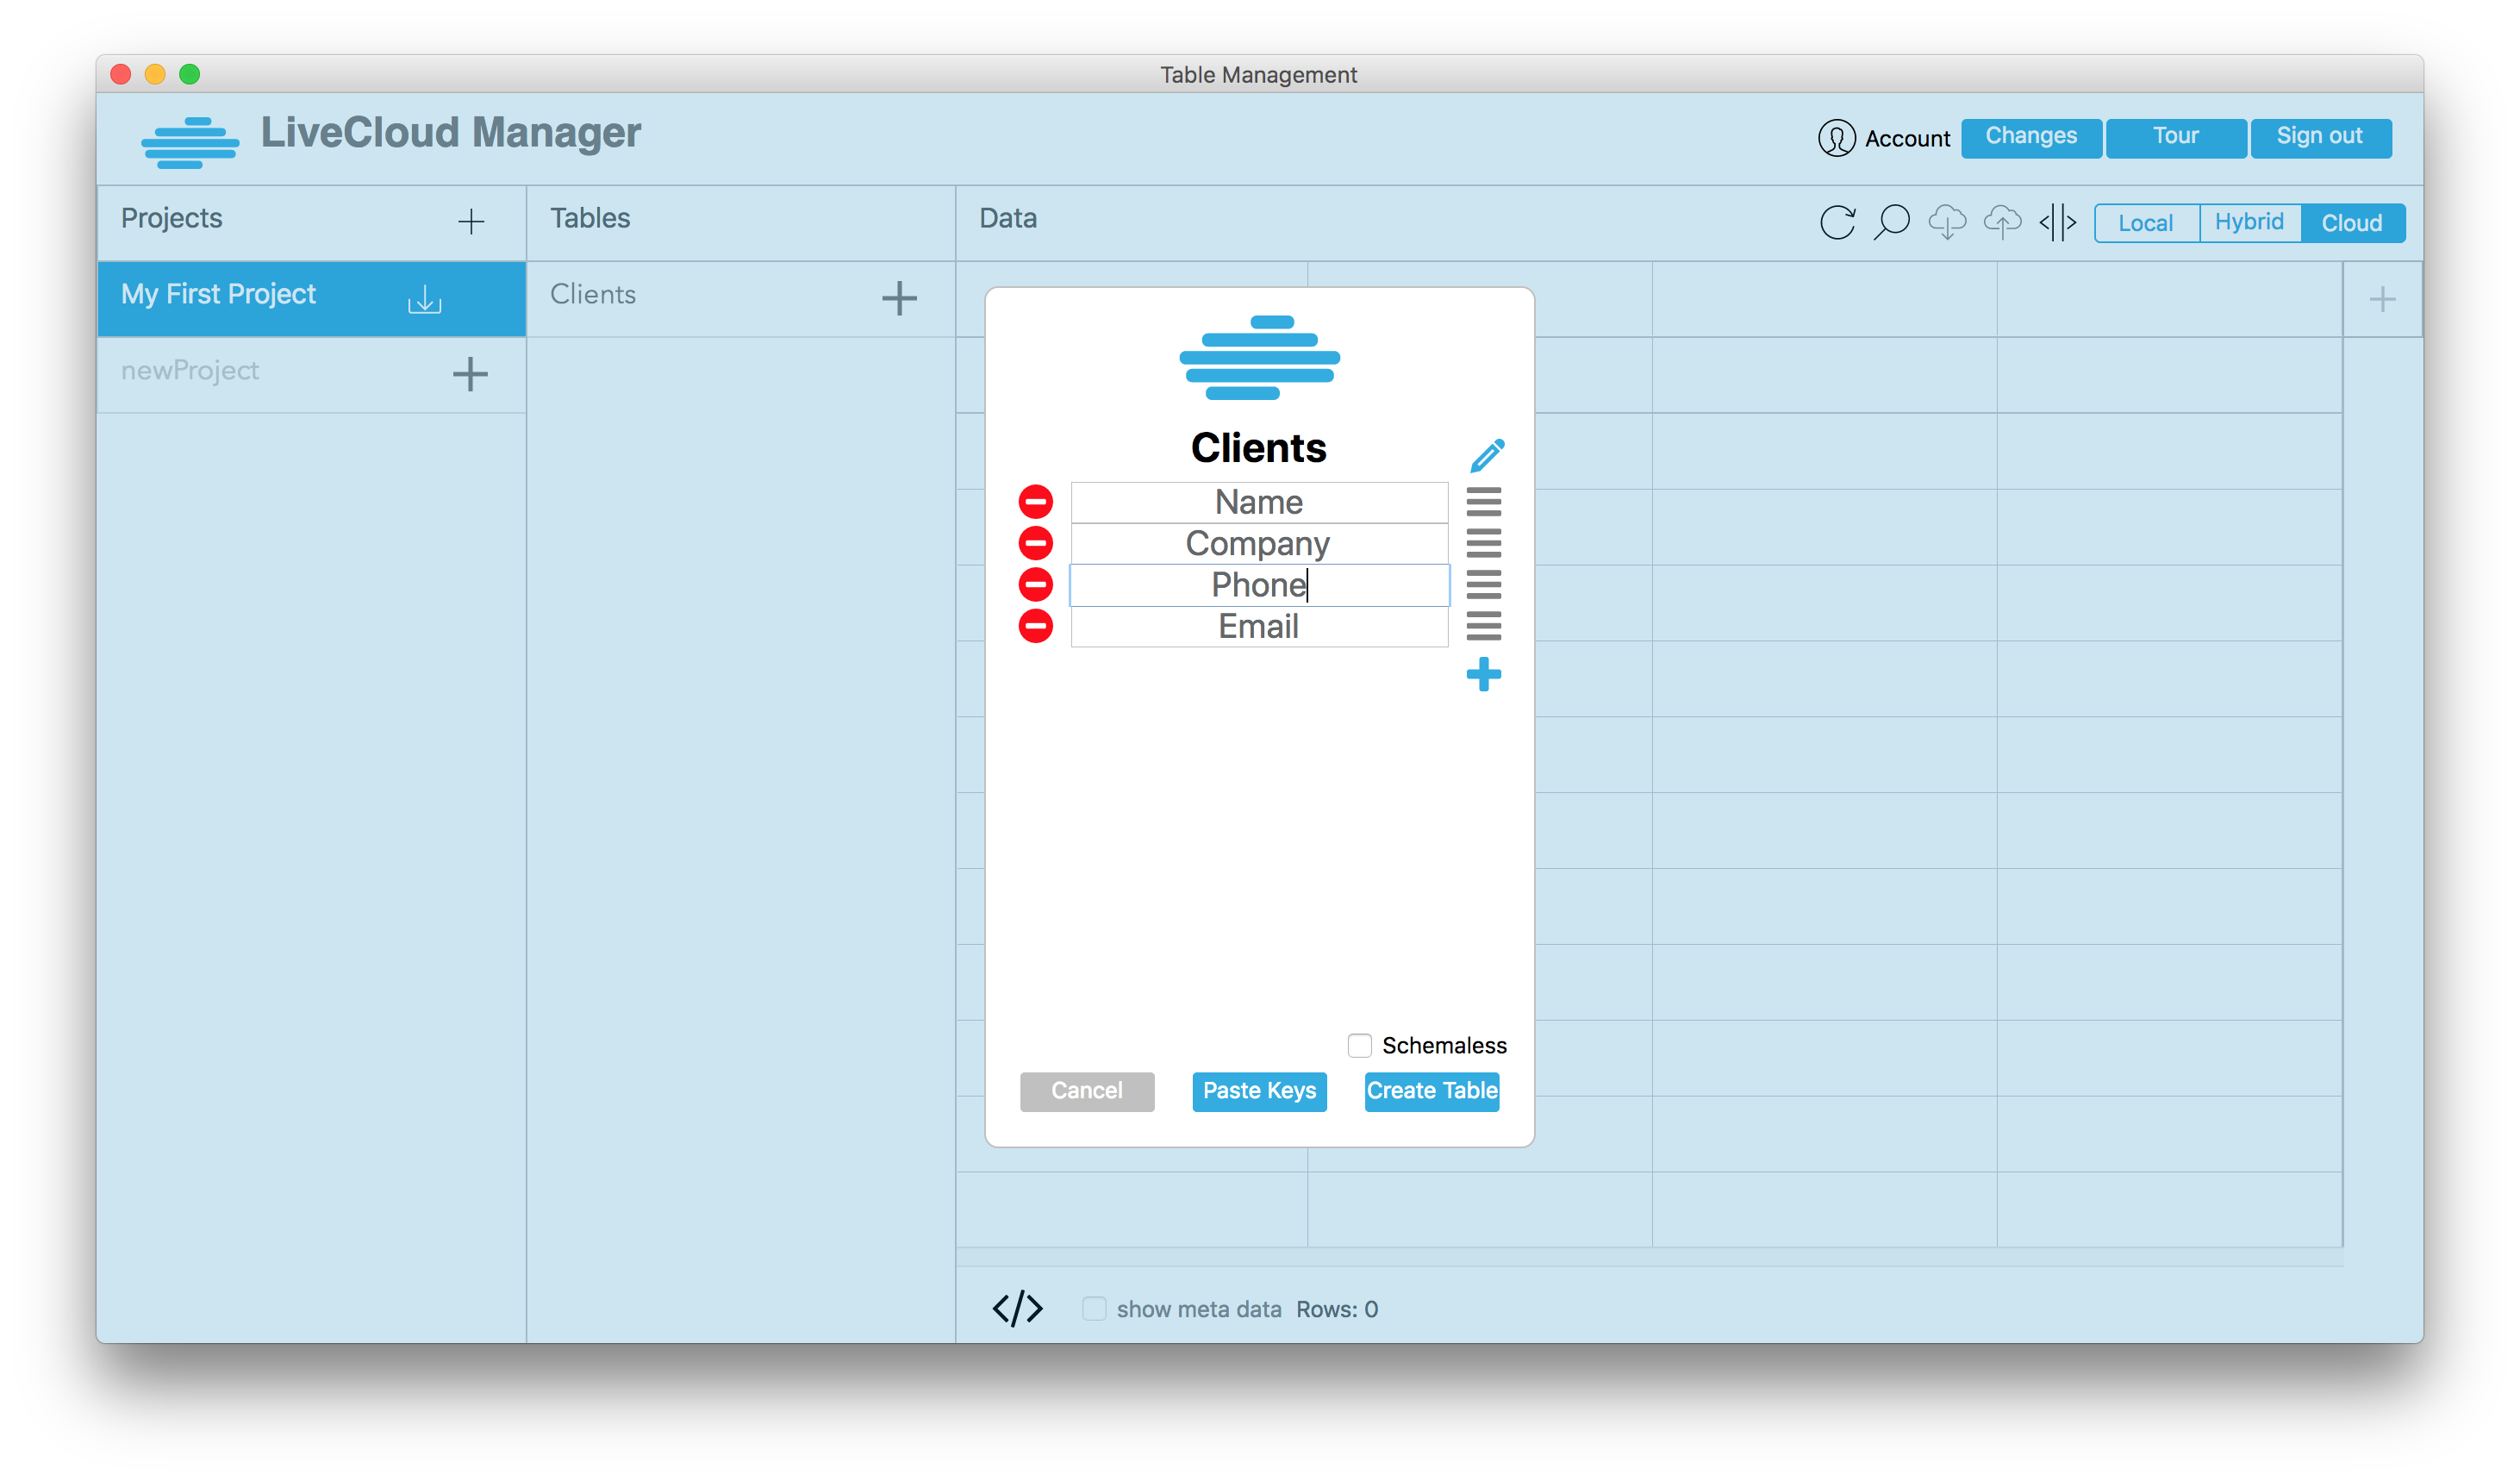 Table Management
LiveCloud Manager
Account
Changes
Tour
Sign out
Projects
Tables
Data
Local
Hybrid
Cloud
My First Project
Clients
newProject
Clients
Name
Company
Phone
Email
Schemaless
Cancel
Paste Keys
Create Table
</> show meta data Rows: 0